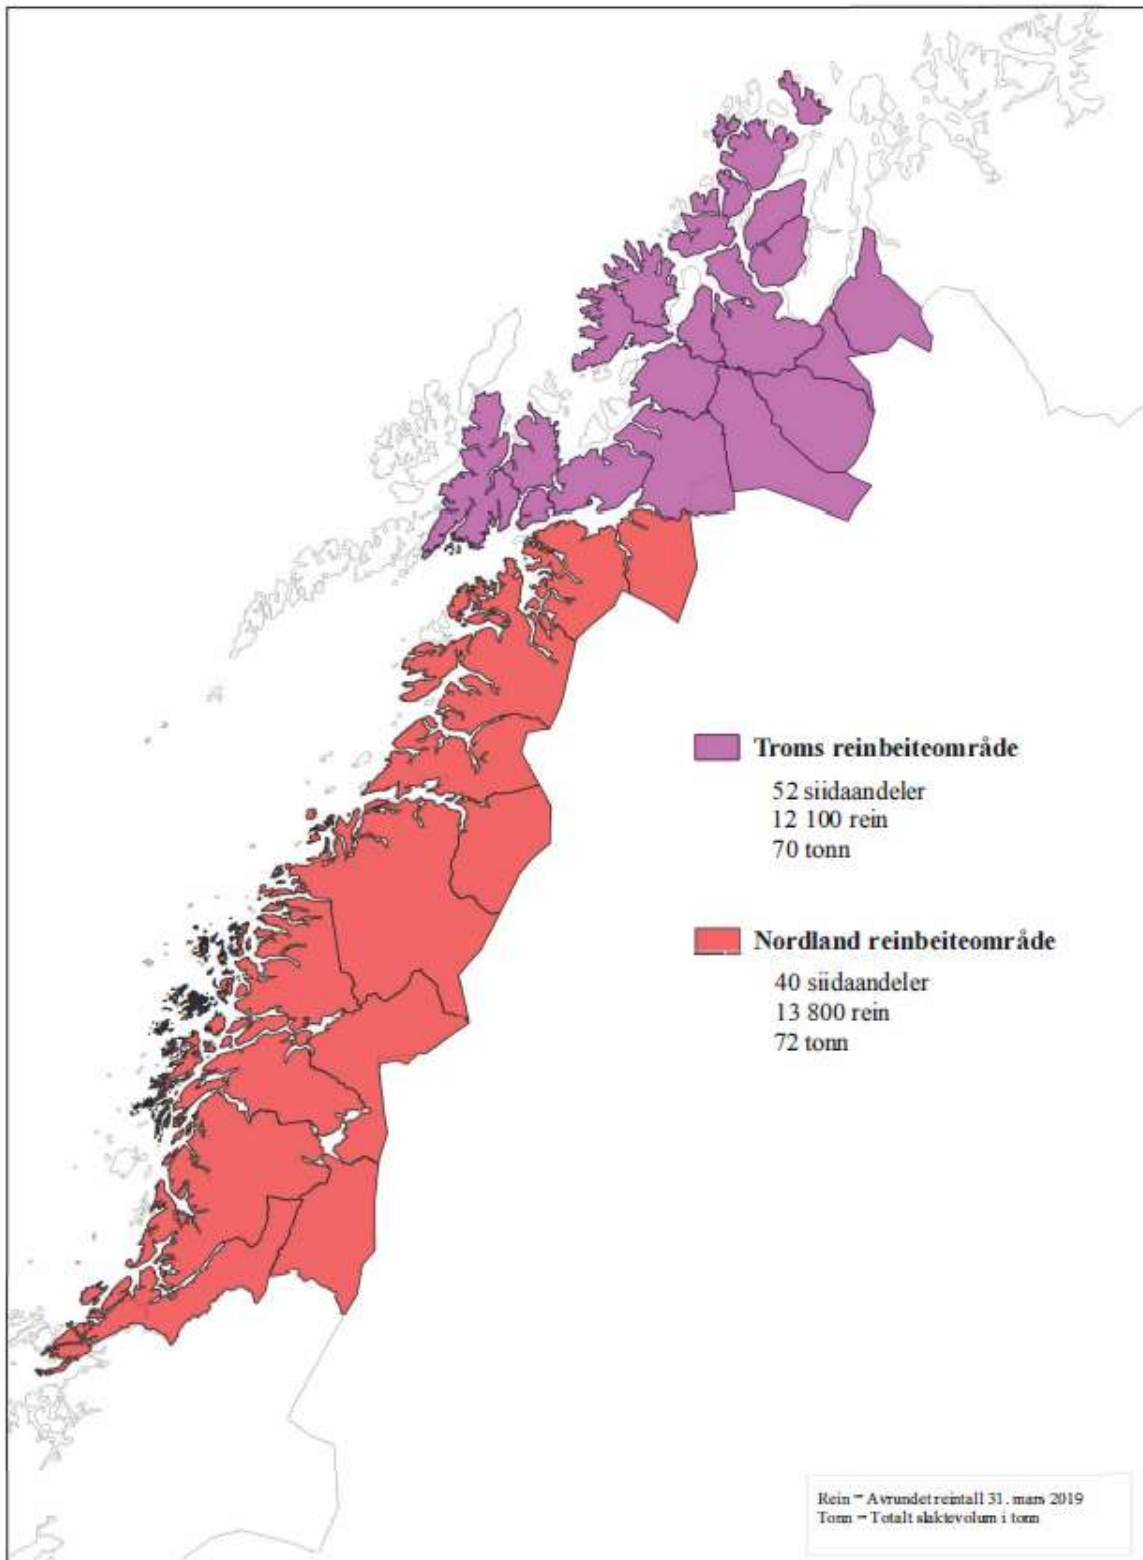 Troms reinbeiteområde
52 siidaandeler
12 100 rein
70 tonn
Nordland reinbeiteområde
40 siidaandeler
13 800 rein
72 tonn
Rein = Avrundet reintall 31. mars 2019
Tonn = Totalt slaktevolum i tonn